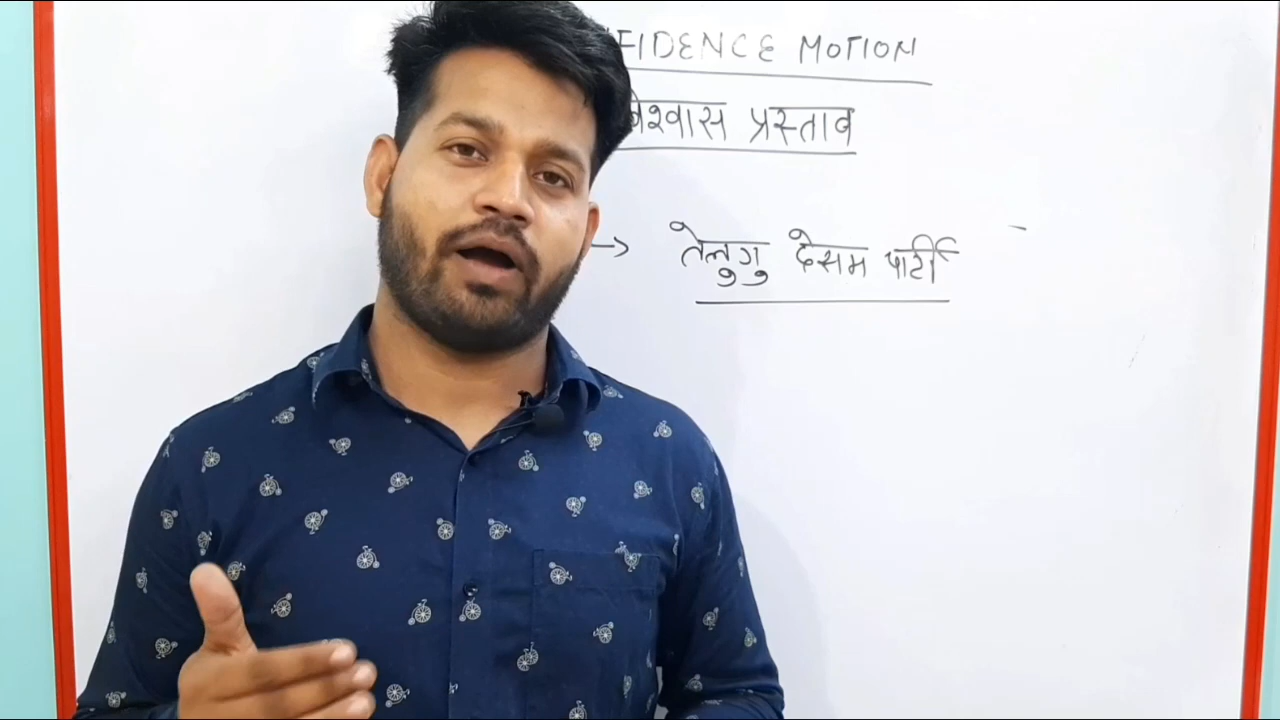 FIDENCE MOTION
वेश्वास प्रस्ताव
→ तेलुगु देसम पार्टी